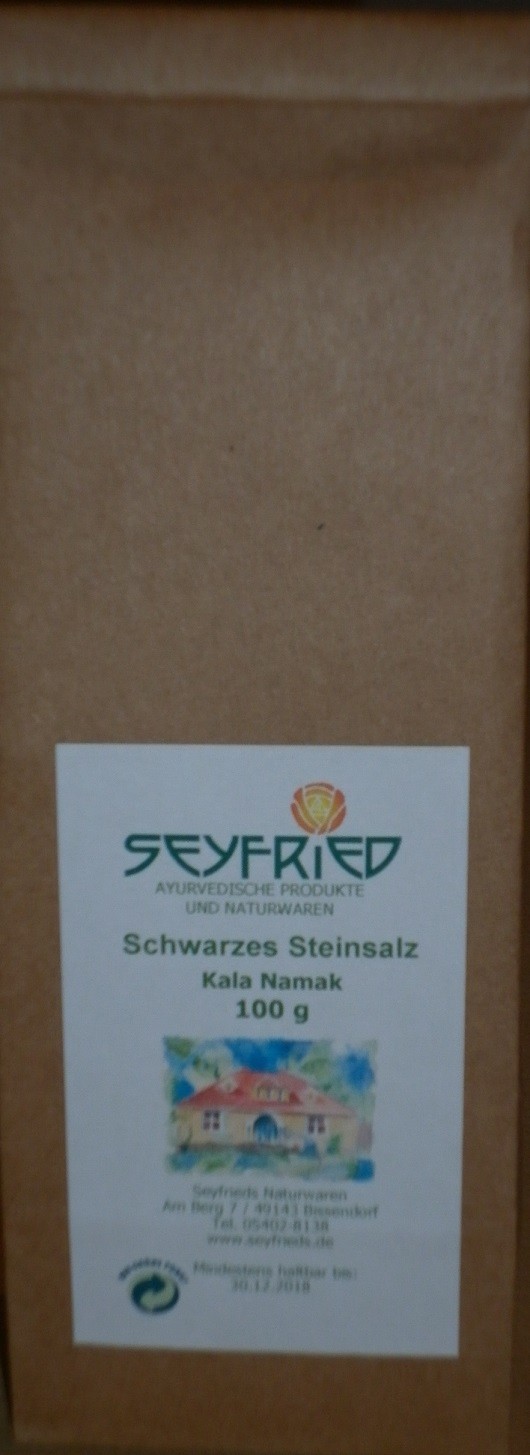 SEYFRIED
AYURVEDISCHE PRODUKTE
UND NATURWAREN
Schwarzes Steinsalz
Kala Namak
100 g
Seyfrieds Naturwaren
Am Berg 7 / 49143 Bissendorf
Tel. 05402-8138
www.seyfrieds.de
Mindestens haltbar bis:
30.12.2018